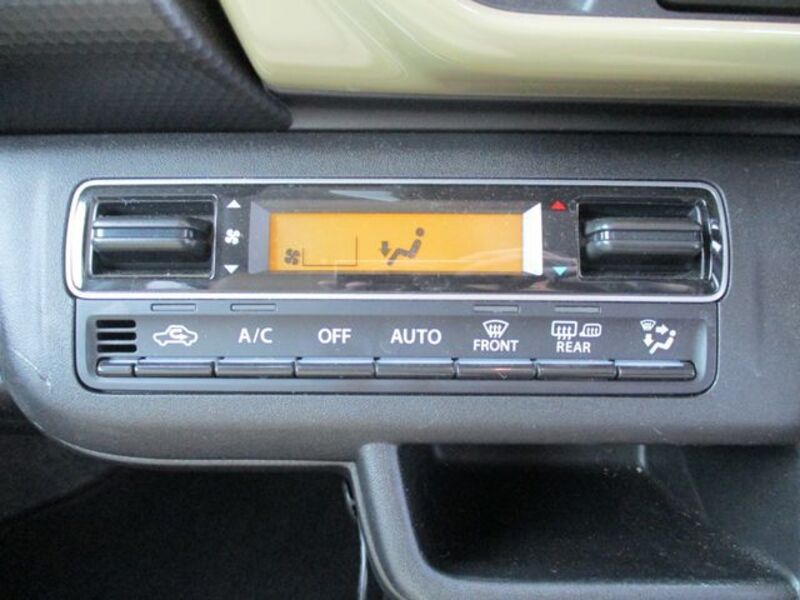 A/C OFF AUTO FRONT REAR